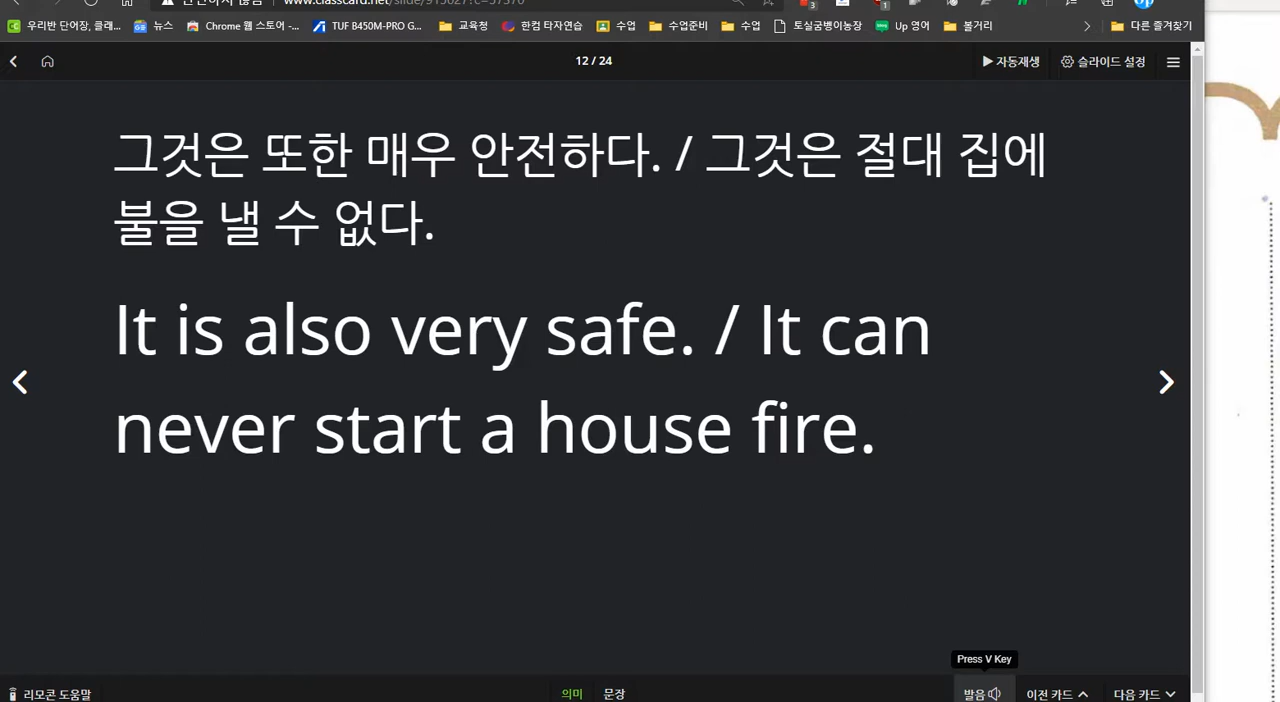 www.classcard.net/slide/
우리반 단어장, 클래... 뉴스 Chrome 웹 스토어 -... TUF B450M-PRO G... 교육청 한컴 타자연습 수업 수업준비 수업 토실굼벵이농장 Up 영어 볼거리 다른 즐겨찾기
12 / 24 자동재생 슬라이드 설정
그것은 또한 매우 안전하다. / 그것은 절대 집에
불을 낼 수 없다.
It is also very safe. / It can
never start a house fire.
Press V Key
리모콘 도움말 의미 문장 발음 이전 카드 다음 카드